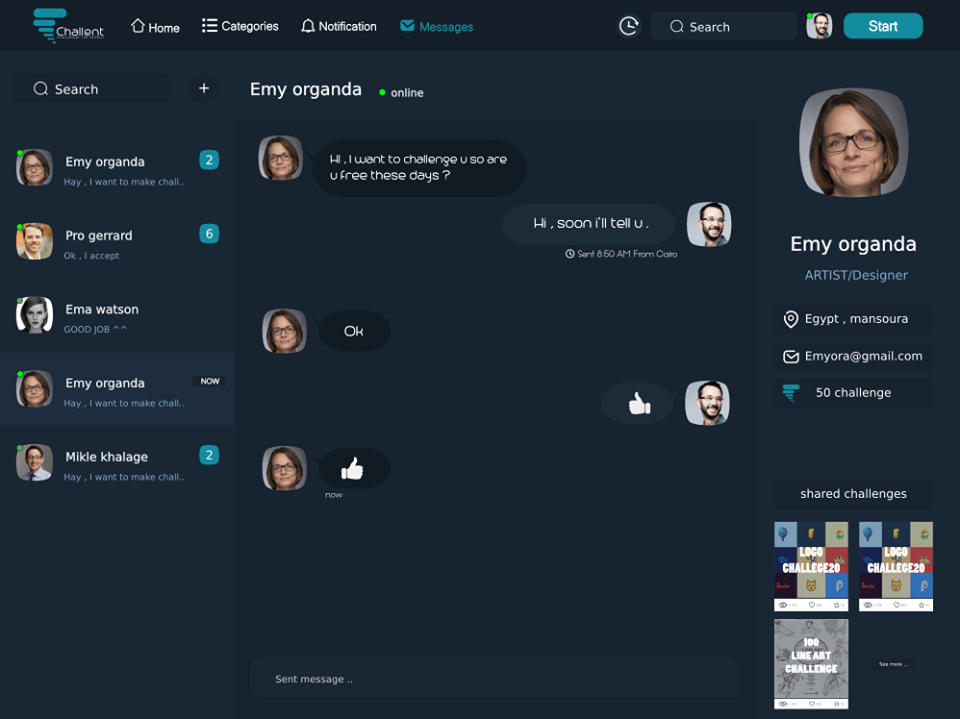 Challent
Home
Categories
Notification
Messages
Search
Start
Search
+
Emy organda
2
Hay , I want to make chall..
Pro gerrard
6
Ok , I accept
Ema watson
GOOD JOB ^^
Emy organda
NOW
Hay , I want to make chall..
Mikle khalage
2
Hay , I want to make chall..
Emy organda
online
Hi , I want to challenge u so are
u free these days ?
Hi , soon i'll tell u .
Sent 8:50 AM From Cairo
Ok
now
Sent message ..
Emy organda
ARTIST/Designer
Egypt , mansoura
Emyora@gmail.com
50 challenge
shared challenges
LOGO
CHALLEGE20
LOGO
CHALLEGE20
100
LINE ART
CHALLENGE
See more ...